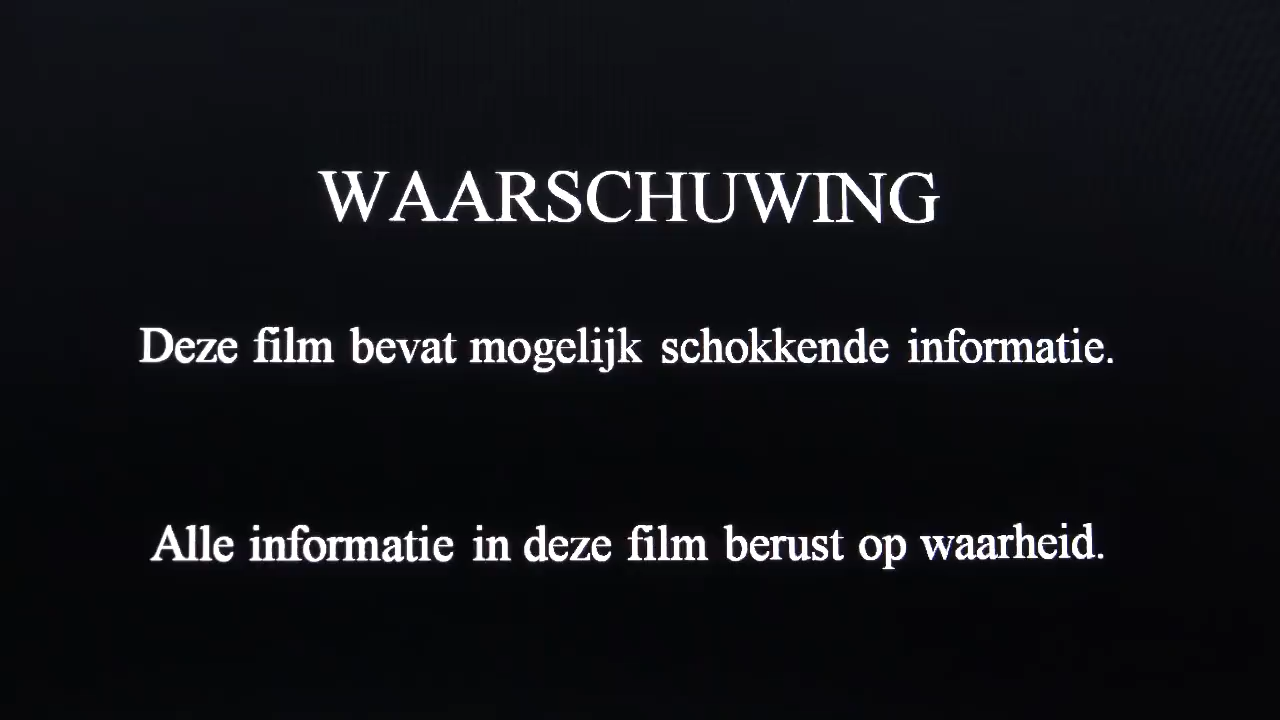 WAARSCHUWING
Deze film bevat mogelijk schokkende informatie.
Alle informatie in deze film berust op waarheid.